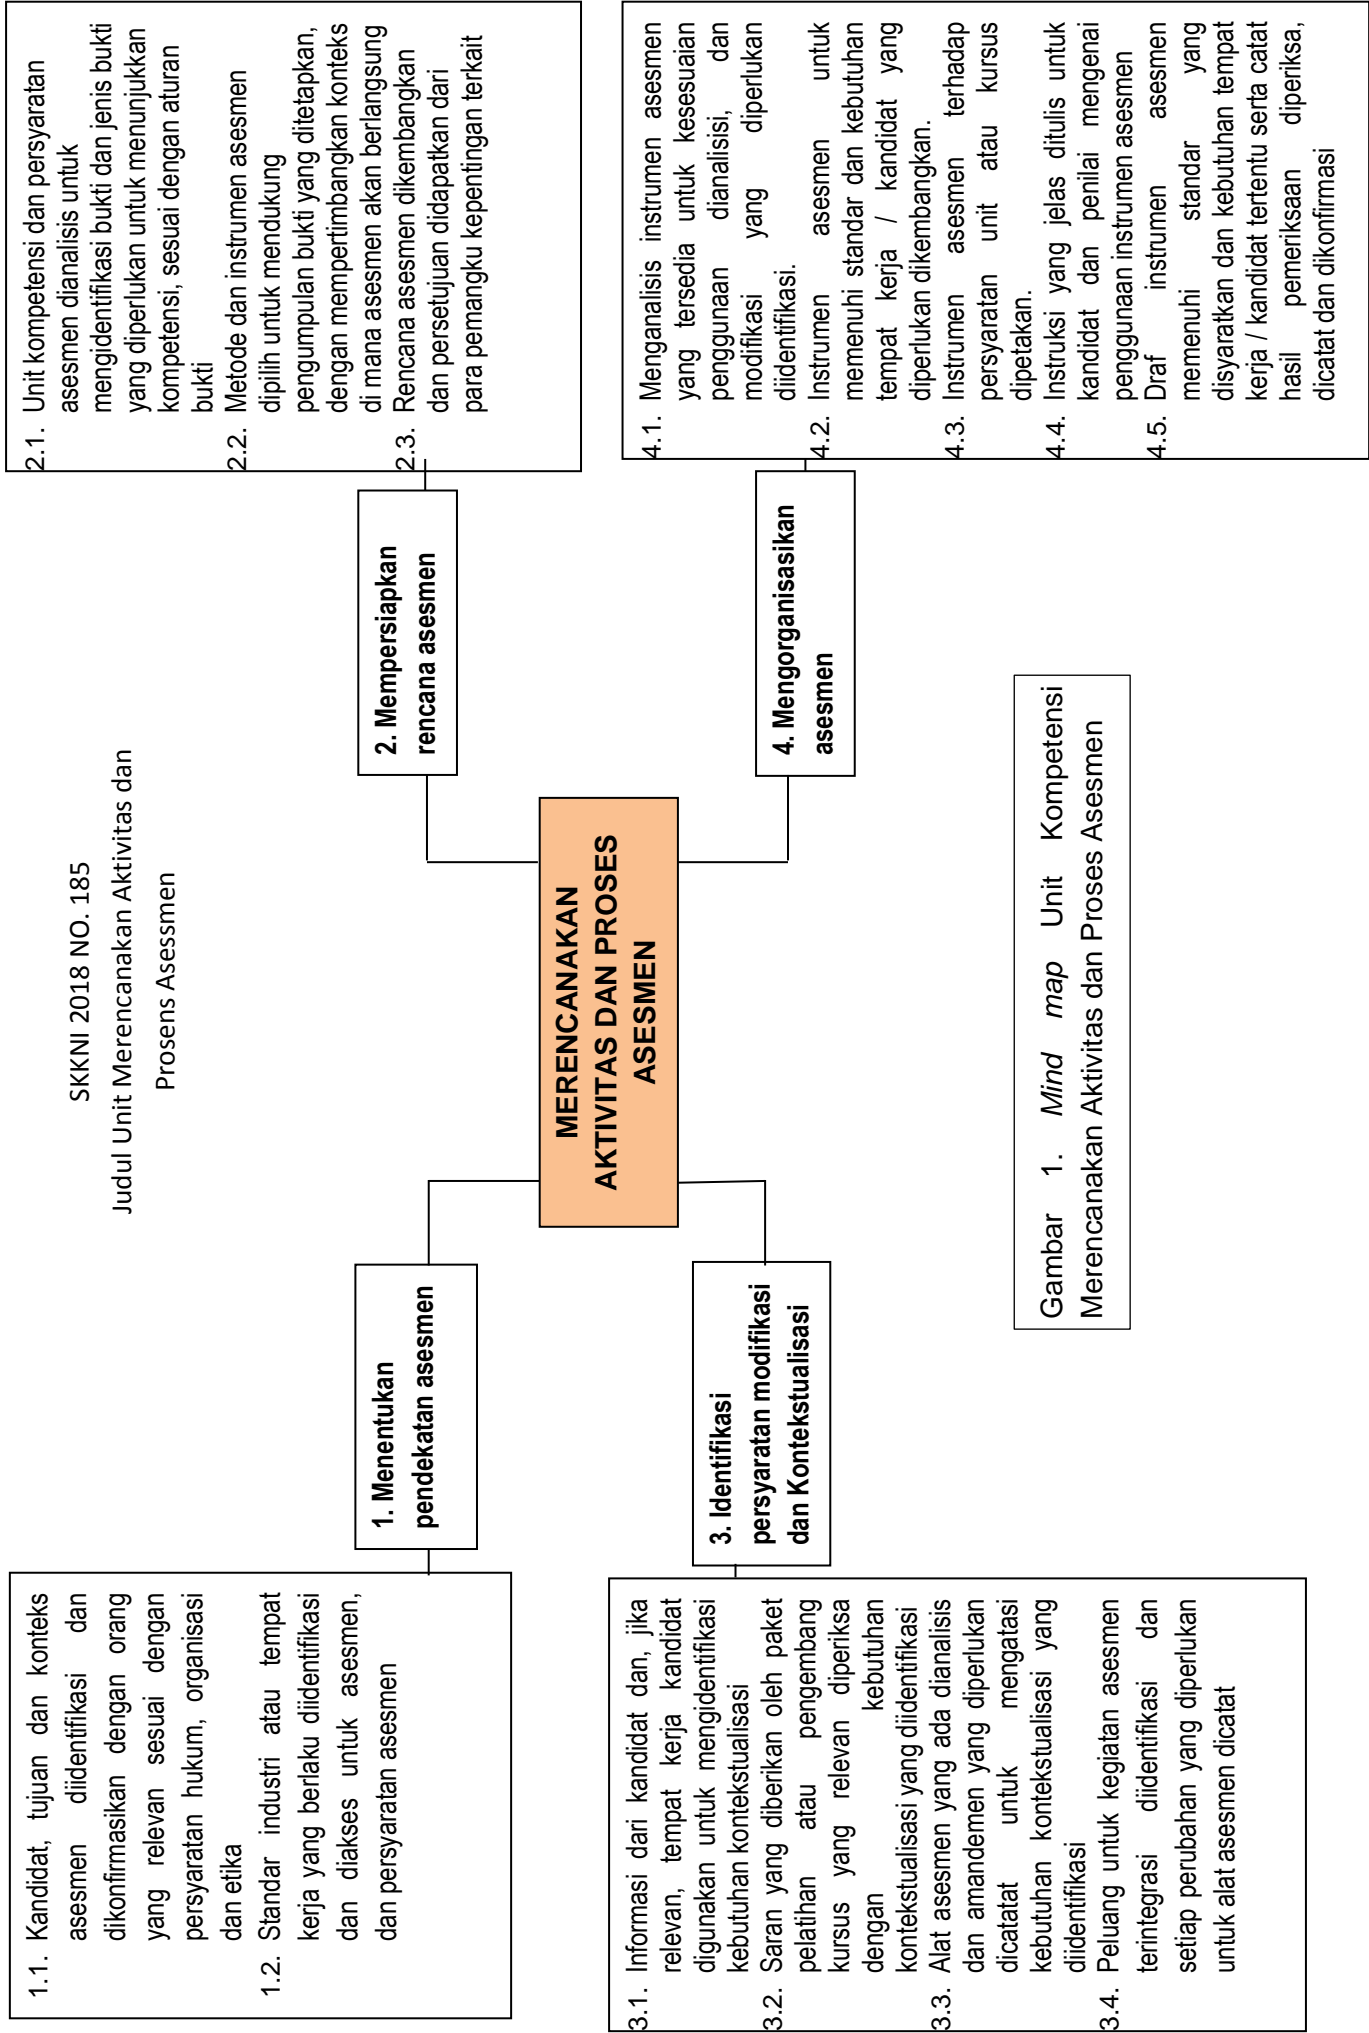 SKKNI 2018 NO. 185
Judul Unit Merencanakan Aktivitas dan
Prosens Asessmen
1.1. Kandidat, tujuan dan konteks
asesmen diidentifikasi dan
dikonfirmasikan dengan orang
yang relevan sesuai dengan
persyaratan hukum, organisasi
dan etika
1.2. Standar industri atau tempat
kerja yang berlaku diidentifikasi
dan diakses untuk asesmen,
dan persyaratan asesmen
1. Menentukan
pendekatan asesmen
MERENCANAKAN
AKTIVITAS DAN PROSES
ASESMEN
2. Mempersiapkan
rencana asesmen
2.1. Unit kompetensi dan persyaratan
asesmen dianalisis untuk
mengidentifikasi bukti dan jenis bukti
yang diperlukan untuk menunjukkan
kompetensi, sesuai dengan aturan
bukti
2.2. Metode dan instrumen asesmen
dipilih untuk mendukung
pengumpulan bukti yang ditetapkan,
dengan mempertimbangkan konteks
di mana asesmen akan berlangsung
2.3. Rencana asesmen dikembangkan
dan persetujuan didapatkan dari
para pemangku kepentingan terkait
3.1. Informasi dari kandidat dan, jika
relevan, tempat kerja kandidat
digunakan untuk mengidentifikasi
kebutuhan kontekstualisasi
3.2. Saran yang diberikan oleh paket
pelatihan atau pengembang
kursus yang relevan diperiksa
dengan kebutuhan
kontekstualisasi yang diidentifikasi
3.3. Alat asesmen yang ada dianalisis
dan amandemen yang diperlukan
dicatatat untuk mengatasi
kebutuhan kontekstualisasi yang
diidentifikasi
3.4. Peluang untuk kegiatan asesmen
terintegrasi diidentifikasi dan
setiap perubahan yang diperlukan
untuk alat asesmen dicatat
3. Identifikasi
persyaratan modifikasi
dan Kontekstualisasi
4. Mengorganisasikan
asesmen
4.1. Menganalisis instrumen asesmen
yang tersedia untuk kesesuaian
penggunaan dianalisisi, dan
modifikasi yang diperlukan
diidentifikasi.
4.2. Instrumen asesmen untuk
memenuhi standar dan kebutuhan
tempat kerja / kandidat yang
diperlukan dikembangkan.
4.3. Instrumen asesmen terhadap
persyaratan unit atau kursus
dipetakan.
4.4. Instruksi yang jelas ditulis untuk
kandidat dan penilai mengenai
penggunaan instrumen asesmen
4.5. Draf instrumen asesmen
memenuhi standar yang
disyaratkan dan kebutuhan tempat
kerja / kandidat tertentu serta catat
hasil pemeriksaan diperiksa,
dicatat dan dikonfirmasi
Gambar 1. Mind map Unit Kompetensi
Merencanakan Aktivitas dan Proses Asesmen